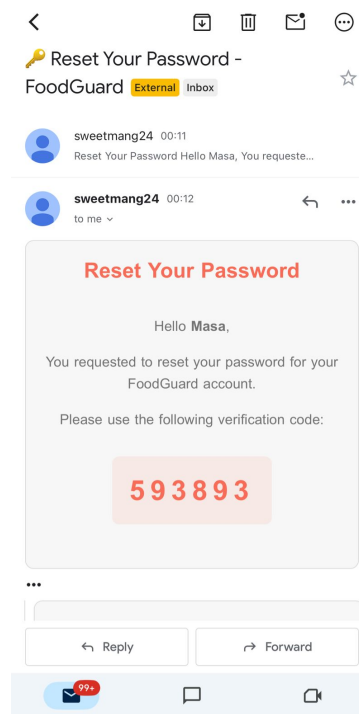 🔑 Reset Your Password -
FoodGuard External Inbox
sweetmang24 00:11
Reset Your Password Hello Masa, You requeste...
sweetmang24 00:12
to me
Reset Your Password
Hello Masa,
You requested to reset your password for your
FoodGuard account.
Please use the following verification code:
593893
Reply Forward
99+